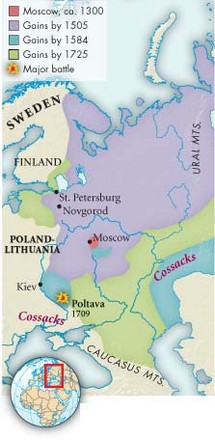 Moscow, ca. 1300
Gains by 1505
Gains by 1584
Gains by 1725
Major battle
SWEDEN
FINLAND
URAL MTS.
St. Petersburg
Novgorod
POLAND-
LITHUANIA
Moscow
Cossacks
Kiev
Poltava
1709
Cossacks
CAUCASUS MTS.